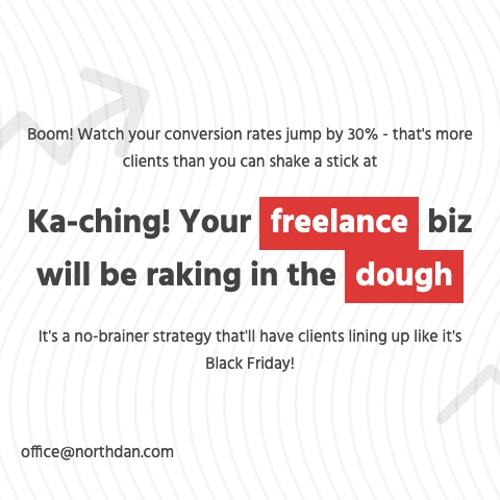 Boom! Watch your conversion rates jump by 30% - that's more
clients than you can shake a stick at
Ka-ching! Your freelance biz
will be raking in the dough
It's a no-brainer strategy that'll have clients lining up like it's
Black Friday!
office@northdan.com